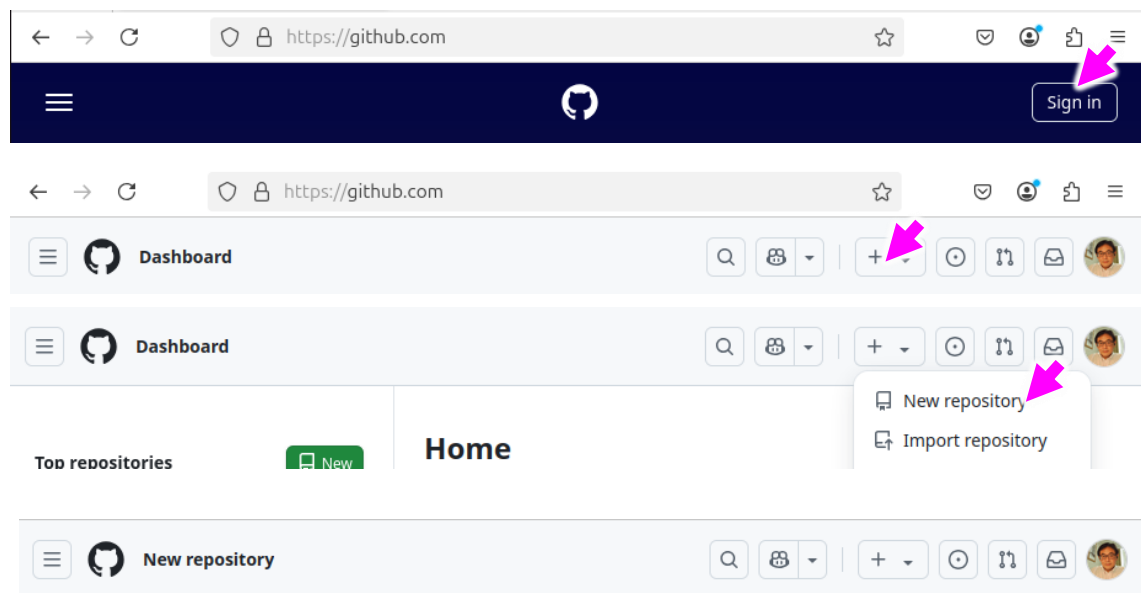 https://github.com
Sign in
https://github.com
Dashboard
Dashboard
New repository
Import repository
Home
Top repositories
New
New repository